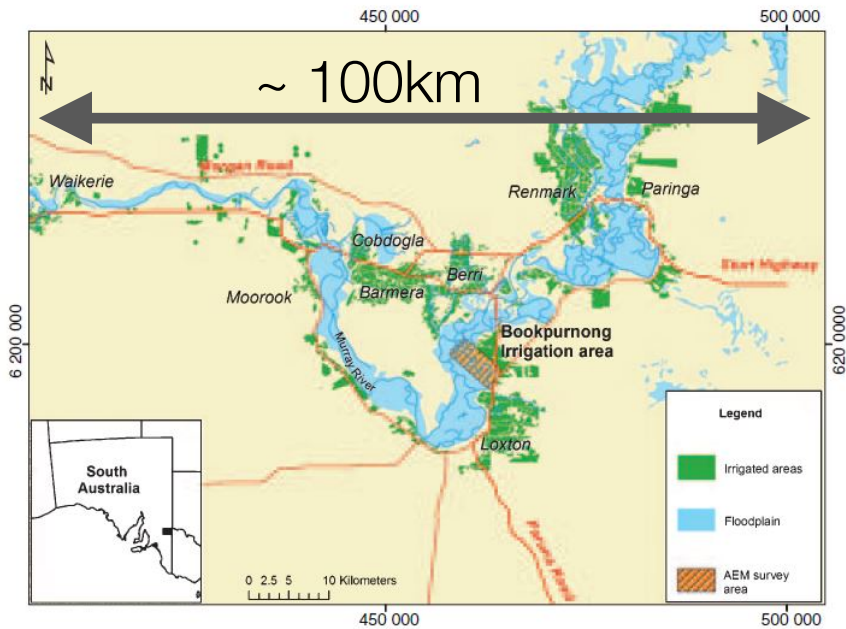 450 000
500 000
N
~ 100km
Morgan Road
Waikerie
Renmark
Paringa
Cobdogla
Berri
Sturt Highway
Moorook
Barmera
6 200 000
620 0000
Bookpurnong
Irrigation area
Murray River
Legend
Loxton
South
Australia
Irrigated areas
Floodplain
AEM survey
area
0 2.5 5 10 Kilometers
450 000
500 000